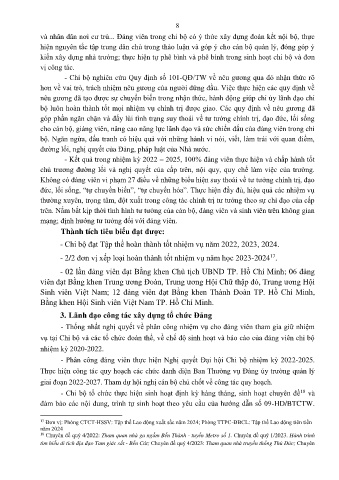 8
và nhân dân nơi cư trú... Đảng viên trong chi bộ có ý thức xây dựng đoàn kết nội bộ, thực
hiện nguyên tắc tập trung dân chủ trong thảo luận và góp ý cho cán bộ quản lý, đóng góp ý
kiến xây dựng nhà trường; thực hiện tự phê bình và phê bình trong sinh hoạt chi bộ và đơn
vị công tác.
- Chi bộ nghiên cứu Quy định số 101-QĐ/TW về nêu gương qua đó nhận thức rõ
hơn về vai trò, trách nhiệm nêu gương của người đứng đầu. Việc thực hiện các quy định về
nêu gương đã tạo được sự chuyển biến trong nhận thức, hành động giúp chi ủy lãnh đạo chi
bộ luôn hoàn thành tốt mọi nhiệm vụ chính trị được giao. Các quy định về nêu gương đã
góp phần ngăn chặn và đẩy lùi tình trạng suy thoái về tư tưởng chính trị, đạo đức, lối sống
cho cán bộ, giảng viên, nâng cao năng lực lãnh đạo và sức chiến đấu của đảng viên trong chi
bộ. Ngăn ngừa, đấu tranh có hiệu quả với những hành vi nói, viết, làm trái với quan điểm,
đường lối, nghị quyết của Đảng, pháp luật của Nhà nước.
- Kết quả trong nhiệm kỳ 2022 – 2025, 100% đảng viên thực hiện và chấp hành tốt
chủ trương đường lối và nghị quyết của cấp trên, nội quy, quy chế làm việc của trường.
Không có đảng viên vi phạm 27 điều về những biểu hiện suy thoái về tư tưởng chính trị, đạo
đức, lối sống, “tự chuyển biến”, “tự chuyển hóa”. Thực hiện đầy đủ, hiệu quả các nhiệm vụ
thường xuyên, trọng tâm, đột xuất trong công tác chính trị tư tưởng theo sự chỉ đạo của cấp
trên. Nắm bắt kịp thời tình hình tư tưởng của cán bộ, đảng viên và sinh viên trên không gian
mạng; định hướng tư tưởng đối với đảng viên.
Thành tích tiêu biểu đạt được:
- Chi bộ đạt Tập thể hoàn thành tốt nhiệm vụ năm 2022, 2023, 2024.
- 2/2 đơn vị xếp loại hoàn thành tốt nhiệm vụ năm học 2023-2024¹⁷.
- 02 lần đảng viên đạt Bằng khen Chủ tịch UBND TP. Hồ Chí Minh; 06 đảng
viên đạt Bằng khen Trung ương Đoàn, Trung ương Hội Chữ thập đỏ, Trung ương Hội
Sinh viên Việt Nam; 12 đảng viên đạt Bằng khen Thành Đoàn TP. Hồ Chí Minh,
Bằng khen Hội Sinh viên Việt Nam TP. Hồ Chí Minh.
3. Lãnh đạo công tác xây dựng tổ chức Đảng
- Thống nhất nghị quyết về phân công nhiệm vụ cho đảng viên tham gia giữ nhiệm
vụ tại Chi bộ và các tổ chức đoàn thể, về chế độ sinh hoạt và báo cáo của đảng viên chi bộ
nhiệm kỳ 2020-2022.
- Phân công đảng viên thực hiện Nghị quyết Đại hội Chi bộ nhiệm kỳ 2022-2025.
Thực hiện công tác quy hoạch các chức danh diện Ban Thường vụ Đảng ủy trường quản lý
giai đoạn 2022-2027. Tham dự hội nghị cán bộ chủ chốt về công tác quy hoạch.
- Chi bộ tổ chức thực hiện sinh hoạt định kỳ hàng tháng, sinh hoạt chuyên đề¹⁸ và
đảm bảo các nội dung, trình tự sinh hoạt theo yêu cầu của hướng dẫn số 09-HD/BTCTW.
¹⁷ Đơn vị: Phòng CTCT-HSSV: Tập thể Lao động xuất sắc năm 2024; Phòng TTPC-ĐBCL: Tập thể Lao động tiên tiến
năm 2024
¹⁸ Chuyên đề quý 4/2022: Tham quan nhà ga ngầm Bến Thành - tuyến Metro số 1. Chuyên đề quý 1/2023: Hành trình
tìm hiểu di tích địa đạo Tam giác sắt - Bến Cát; Chuyên đề quý 4/2023: Tham quan nhà truyền thống Thủ Đức; Chuyên